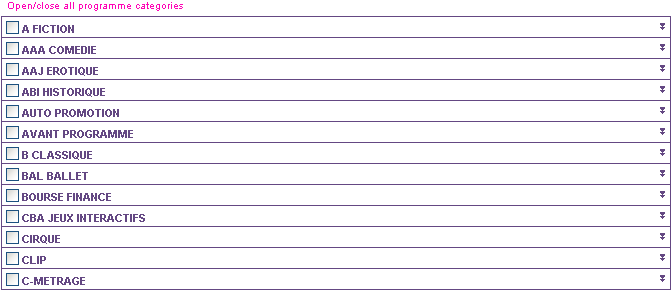 Open/close all programme categories
A FICTION
AAA COMEDIE
AAJ EROTIQUE
ABI HISTORIQUE
AUTO PROMOTION
AVANT PROGRAMME
B CLASSIQUE
BAL BALLET
BOURSE FINANCE
CBA JEUX INTERACTIFS
CIRQUE
CLIP
C-METRAGE